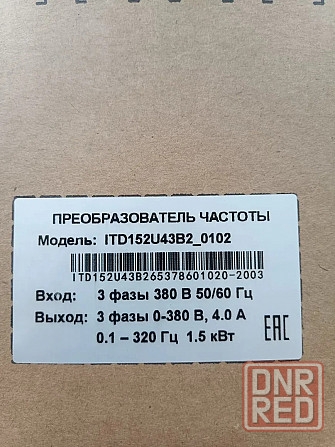 ПРЕОБРАЗОВАТЕЛЬ ЧАСТОТЫ
Модель: ITD152U43B2_0102
ITD152U43B265378601020-2003
Вход: 3 фазы 380 В 50/60 Гц
Выход: 3 фазы 0-380 В, 4.0 А
0.1 – 320 Гц 1.5 кВт
EAC
DNR
RED